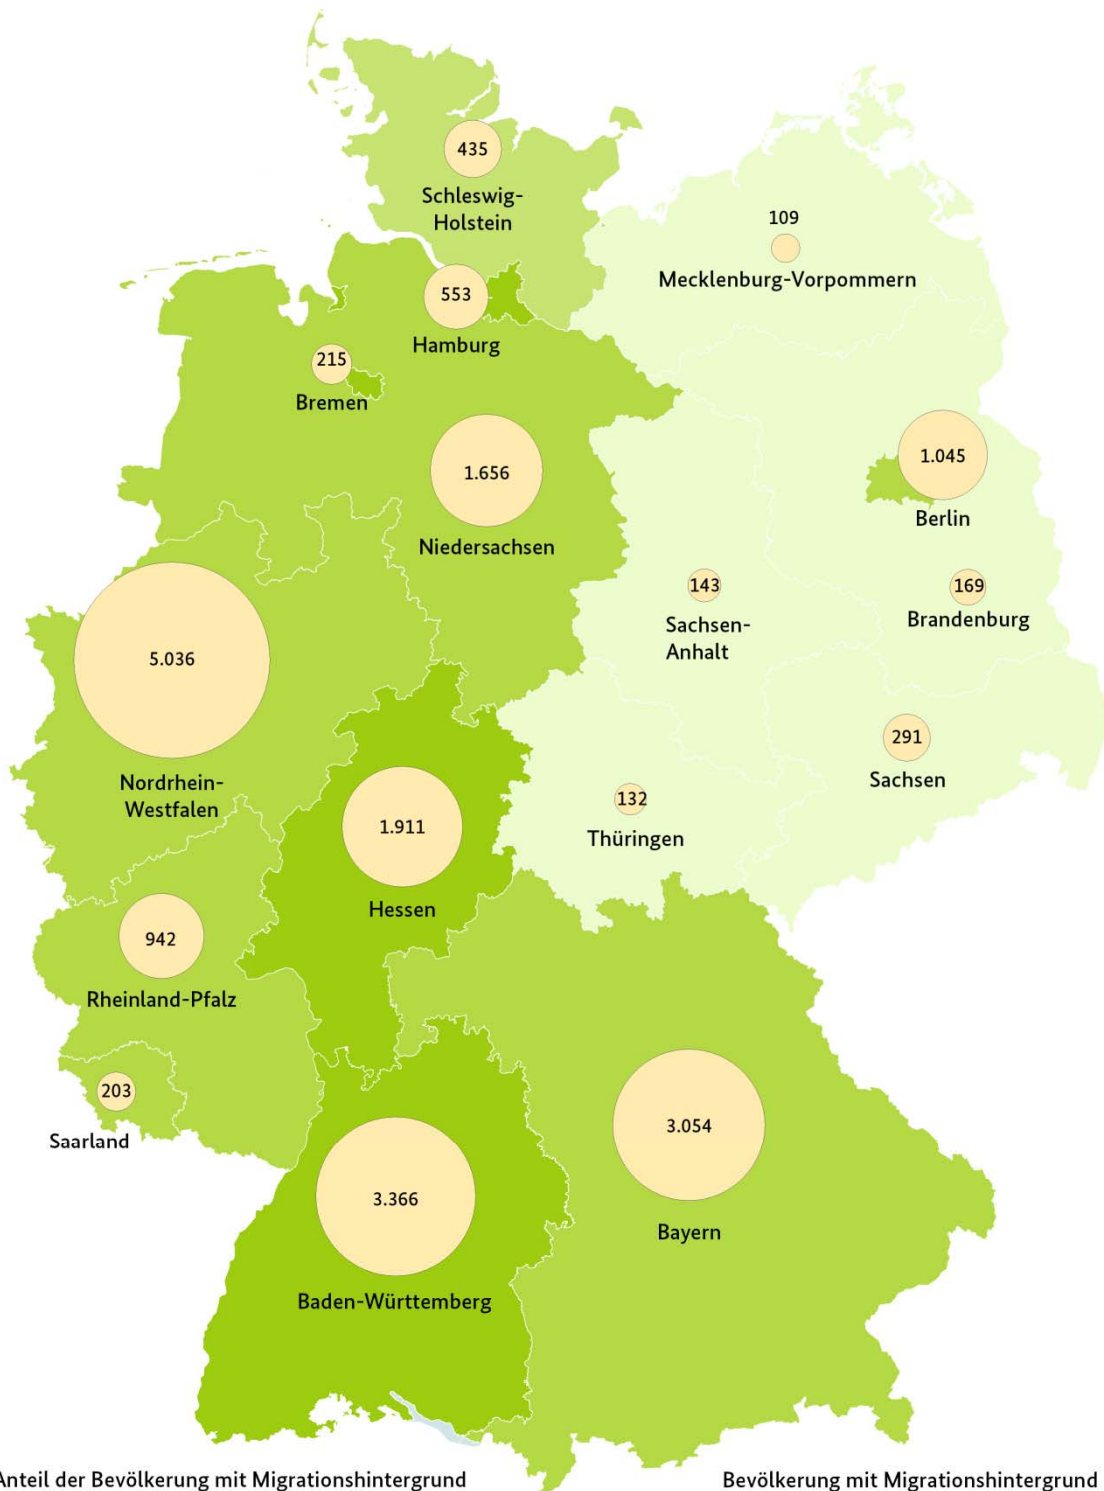 435
Schleswig-
Holstein
109
Mecklenburg-Vorpommern
553
Hamburg
215
Bremen
1.045
Berlin
1.656
Niedersachsen
143
Sachsen-
Anhalt
169
Brandenburg
5.036
Nordrhein-
Westfalen
291
Sachsen
132
Thüringen
1.911
Hessen
942
Rheinland-Pfalz
203
Saarland
3.054
Bayern
3.366
Baden-Württemberg
Anteil der Bevölkerung mit Migrationshintergrund
Bevölkerung mit Migrationshintergrund